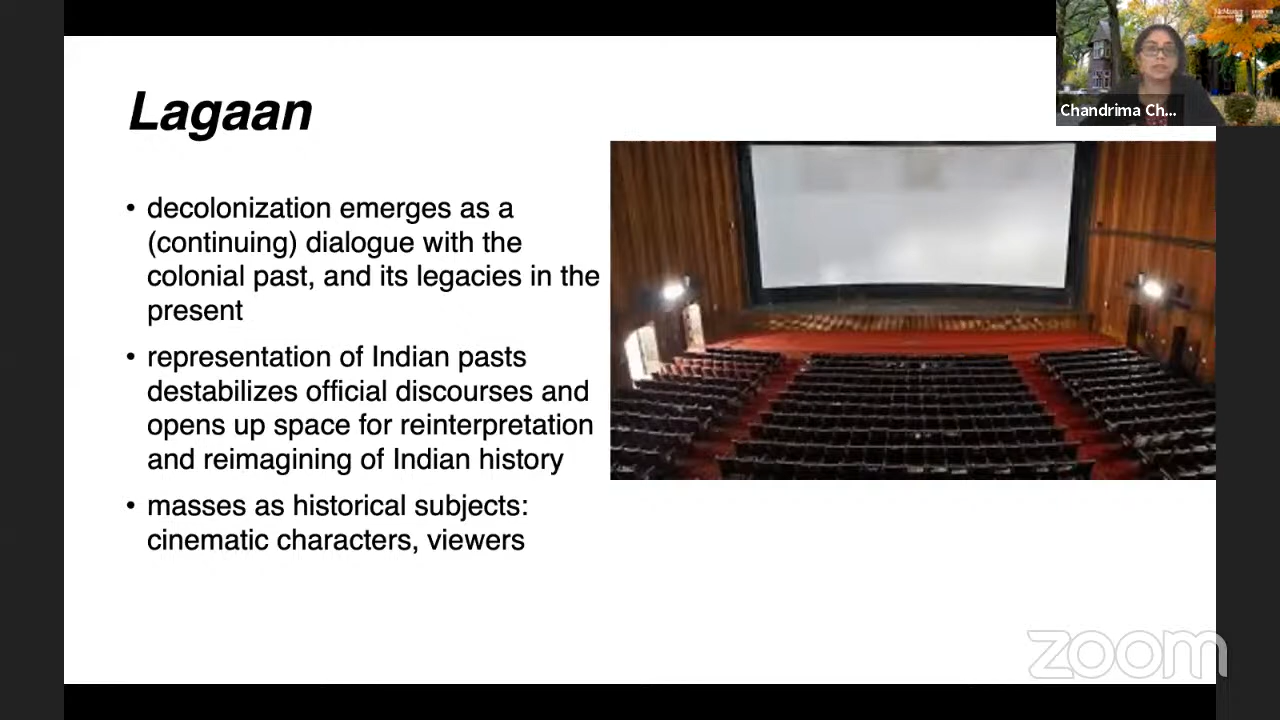 Lagaan
• decolonization emerges as a
(continuing) dialogue with the
colonial past, and its legacies in the
present
• representation of Indian pasts
destabilizes official discourses and
opens up space for reinterpretation
and reimagining of Indian history
• masses as historical subjects:
cinematic characters, viewers
Chandrima Ch...
zoom